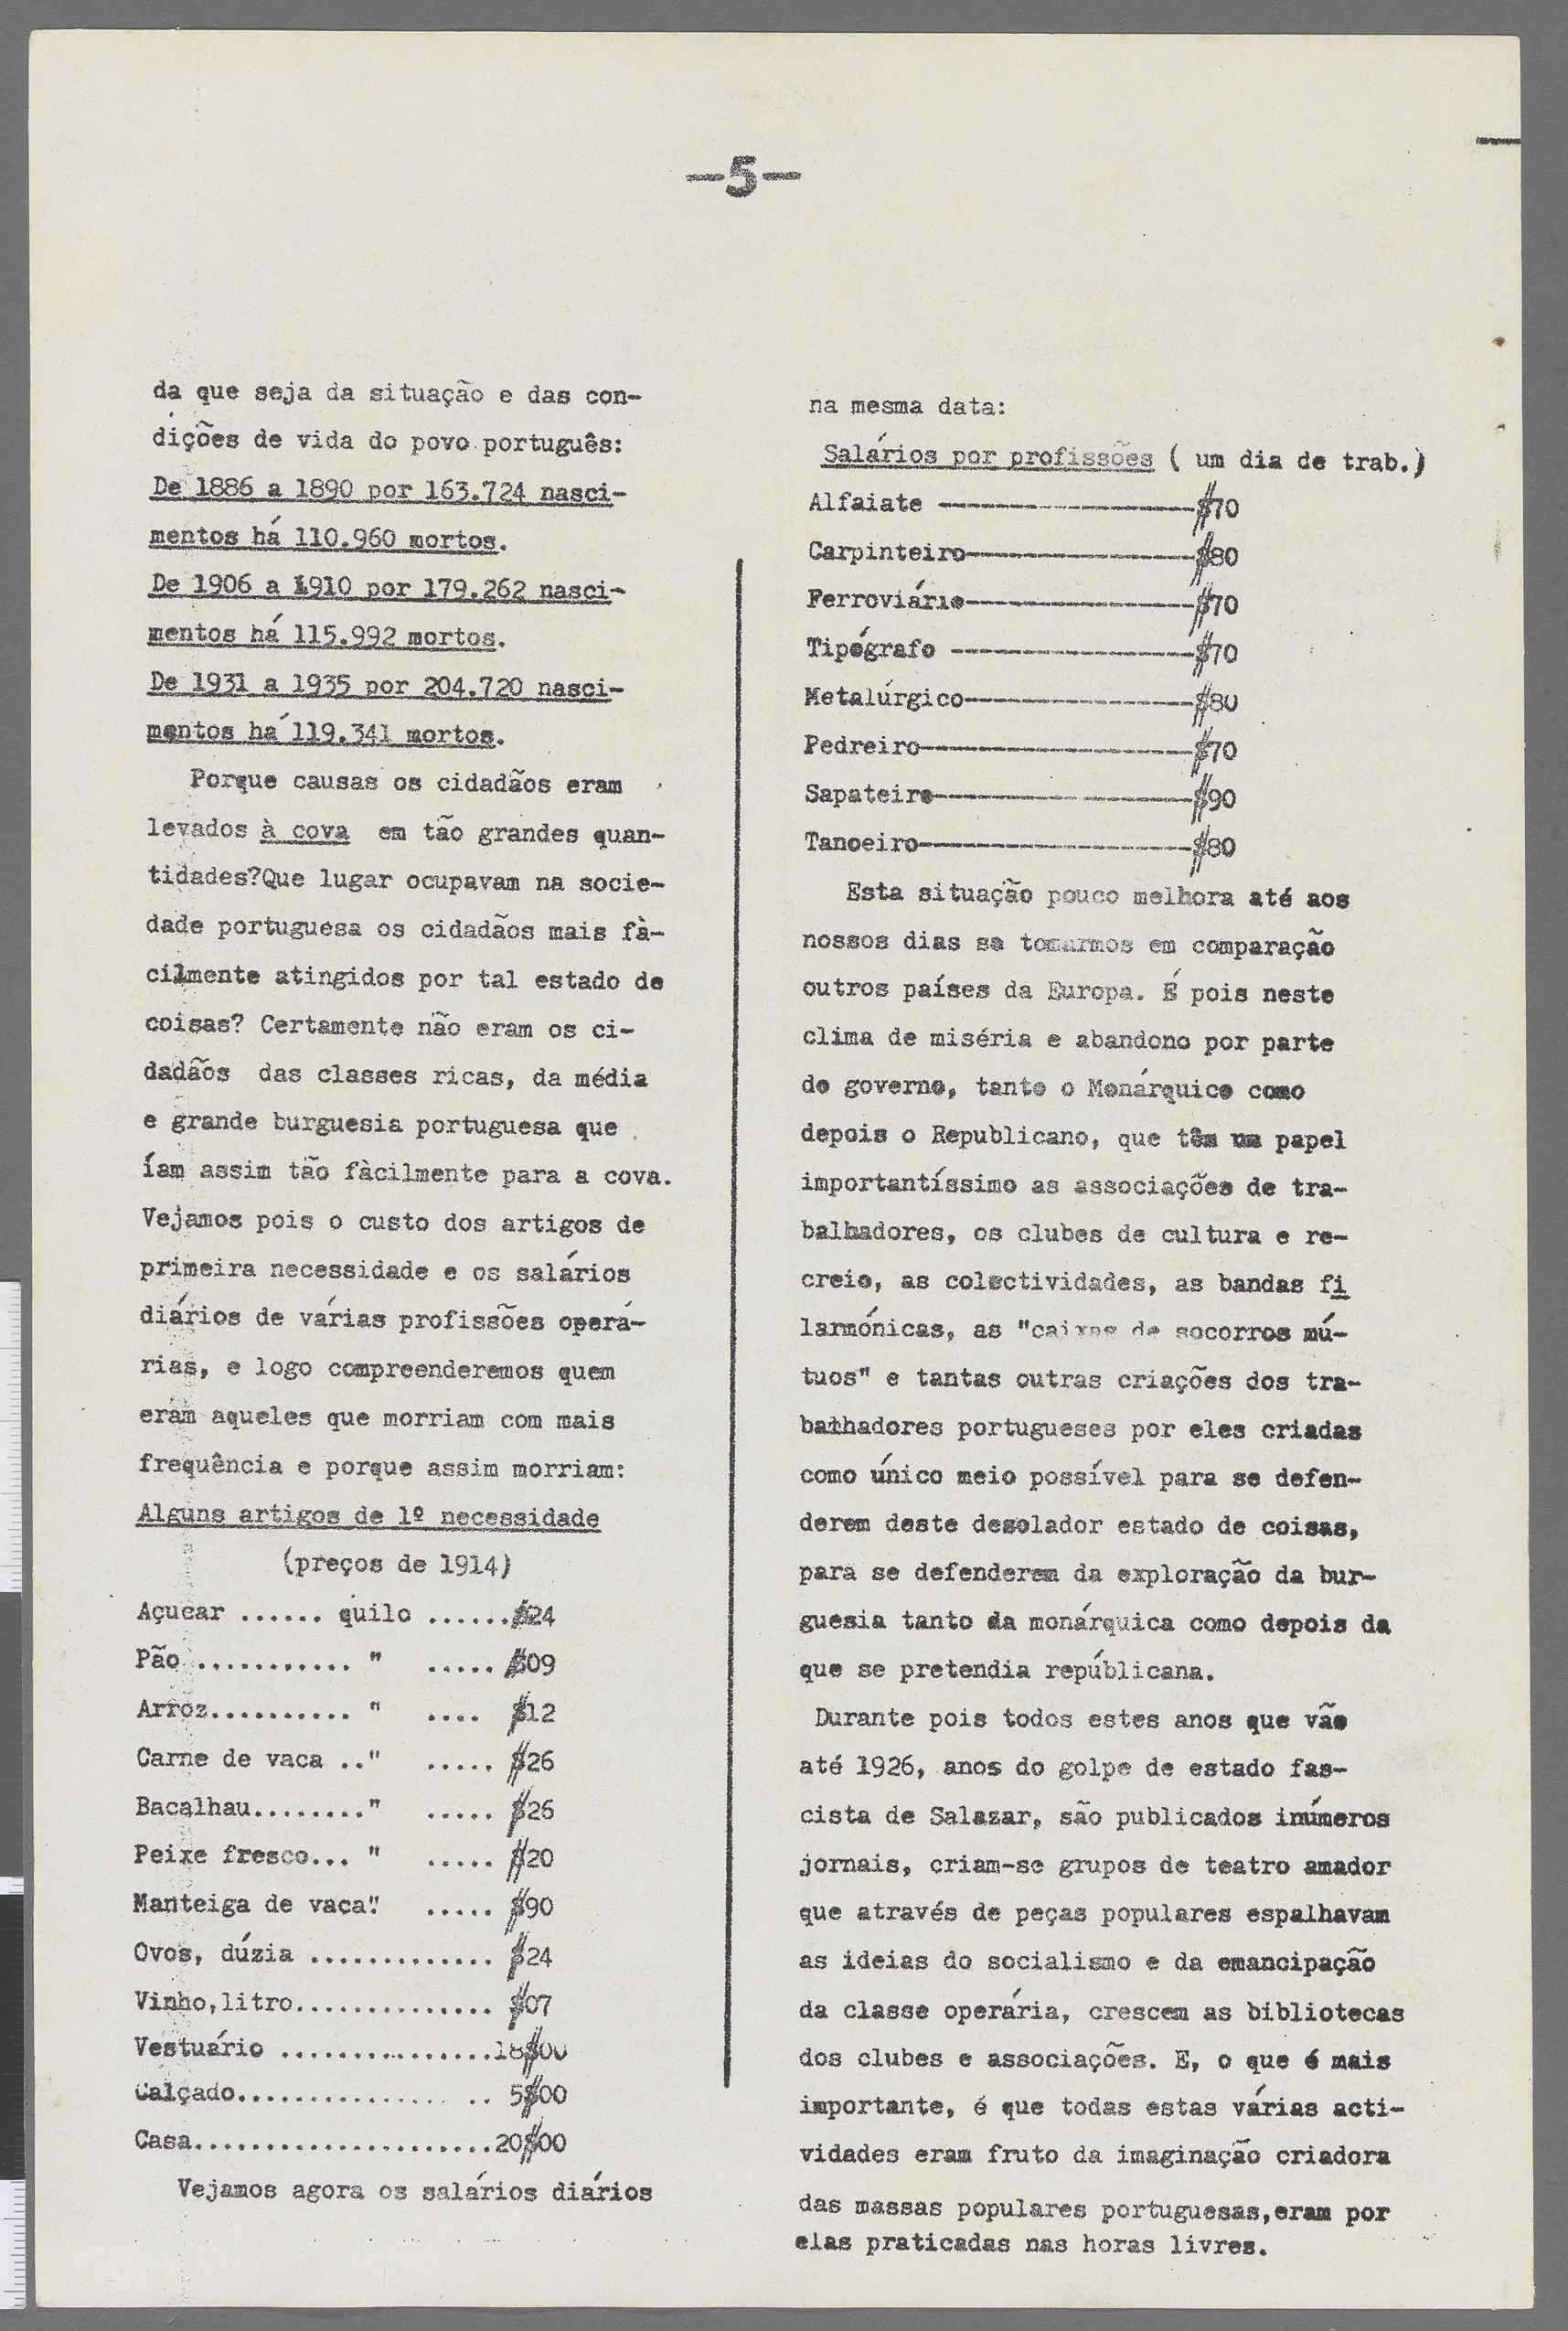 —5—
da que seja da situação e das con-
dições de vida do povo português:
De 1886 a 1890 por 163.724 nasci-
mentos há 110.960 mortos.
De 1906 a 1910 por 179.262 nasci-
mentos há 115.992 mortos.
De 1931 a 1935 por 204.720 nasci-
mentos há 119.341 mortos.
Porque causas os cidadãos eram
levados à cova em tão grandes quan-
tidades?Que lugar ocupavam na socie-
dade portuguesa os cidadãos mais fà-
cilmente atingidos por tal estado de
coisas? Certamente não eram os ci-
dadãos das classes ricas, da média
e grande burguesia portuguesa que
íam assim tão fàcilmente para a cova.
Vejamos pois o custo dos artigos de
primeira necessidade e os salários
diários de várias profissões operá-
rias, e logo compreenderemos quem
eram aqueles que morriam com mais
frequência e porque assim morriam:
Alguns artigos de 1º necessidade
(preços de 1914)
Açucar ...... quilo ......$24
Pão ........... " ..... $09
Arroz.......... " .... $12
Carne de vaca .." ..... $26
Bacalhau........" ..... $26
Peixe fresco... " ..... $20
Manteiga de vaca" ..... $90
Ovos, dúzia ............. $24
Vinho,litro.............. $07
Vestuário ...............18$00
Calçado................. .. 5$00
Casa.....................20$00
Vejamos agora os salários diários
na mesma data:
Salários por profissões ( um dia de trab.)
Alfaiate ------------------$70
Carpinteiro----------------$80
Ferroviário----------------$70
Tipógrafo -----------------$70
Metalúrgico----------------$80
Pedreiro-------------------$70
Sapateiro------------------$90
Tanoeiro-------------------$80
Esta situação pouco melhora até aos
nossos dias se tomarmos em comparação
outros países da Europa. É pois neste
clima de miséria e abandono por parte
do governo, tanto o Monárquico como
depois o Republicano, que têm um papel
importantíssimo as associações de tra-
balhadores, os clubes de cultura e re-
creio, as colectividades, as bandas fi
larmónicas, as "caixas de socorros mú-
tuos" e tantas outras criações dos tra-
balhadores portugueses por eles criadas
como único meio possível para se defen-
derem deste desolador estado de coisas,
para se defenderem da exploração da bur-
guesia tanto da monárquica como depois da
que se pretendia repúblicana.
Durante pois todos estes anos que vão
até 1926, anos do golpe de estado fas-
cista de Salazar, são publicados inúmeros
jornais, criam-se grupos de teatro amador
que através de peças populares espalhavam
as ideias do socialismo e da emancipação
da classe operária, crescem as bibliotecas
dos clubes e associações. E, o que é mais
importante, é que todas estas várias acti-
vidades eram fruto da imaginação criadora
das massas populares portuguesas,eram por
elas praticadas nas horas livres.